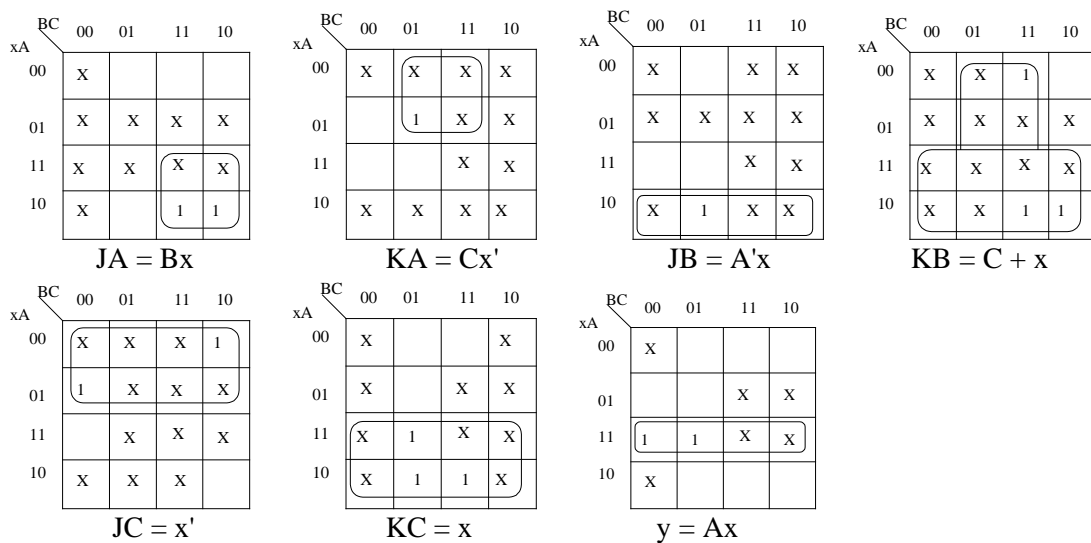 BC 00 01 11 10
xA
00 X
01 X X X X
11 X X X X
10 X 1 1
JA = Bx
BC 00 01 11 10
xA
00 X X X X
01 1 X X
11 X X
10 X X X X
KA = Cx'
BC 00 01 11 10
xA
00 X X X
01 X X X X
11 X X
10 X 1 X X
JB = A'x
BC 00 01 11 10
xA
00 X X 1
01 X X X X
11 X X X X
10 X X 1 1
KB = C + x
BC 00 01 11 10
xA
00 X X X 1
01 1 X X X
11 X X X
10 X X X
JC = x'
BC 00 01 11 10
xA
00 X X
01 X X X
11 X 1 X X
10 X 1 1 X
KC = x
BC 00 01 11 10
xA
00 X
01 X X
11 1 1 X X
10 X
y = Ax